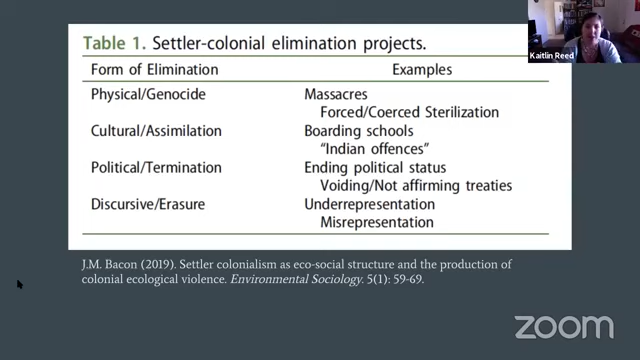 Table 1. Settler-colonial elimination projects.
Form of Elimination Examples
Physical/Genocide Massacres
Forced/Coerced Sterilization
Cultural/Assimilation Boarding schools
“Indian offences”
Political/Termination Ending political status
Voiding/Not affirming treaties
Discursive/Erasure Underrepresentation
Misrepresentation
J.M. Bacon (2019). Settler colonialism as eco-social structure and the production of
colonial ecological violence. Environmental Sociology. 5(1): 59-69.
Kaitlin Reed
zoom